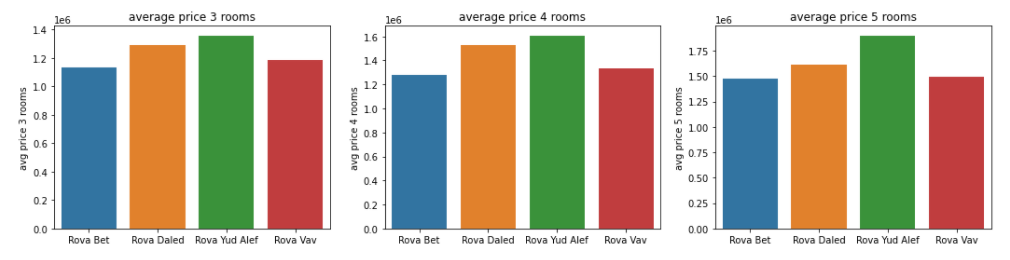 average price 3 rooms
1e6
avg price 3 rooms
1.4
1.2
1.0
0.8
0.6
0.4
0.2
0.0
Rova Bet Rova Daled Rova Yud Alef Rova Vav
average price 4 rooms
1e6
avg price 4 rooms
1.6
1.4
1.2
1.0
0.8
0.6
0.4
0.2
0.0
Rova Bet Rova Daled Rova Yud Alef Rova Vav
average price 5 rooms
1e6
avg price 5 rooms
1.75
1.50
1.25
1.00
0.75
0.50
0.25
0.00
Rova Bet Rova Daled Rova Yud Alef Rova Vav